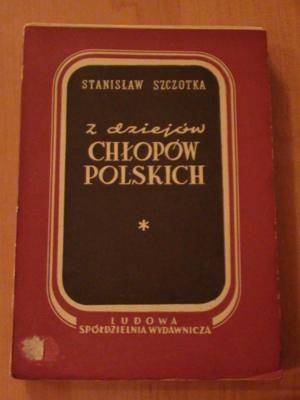 STANISŁAW SZCZOTKA
z dziejów
CHŁOPÓW
POLSKICH
*
LUDOWA
SPÓŁDZIELNIA WYDAWNICZA